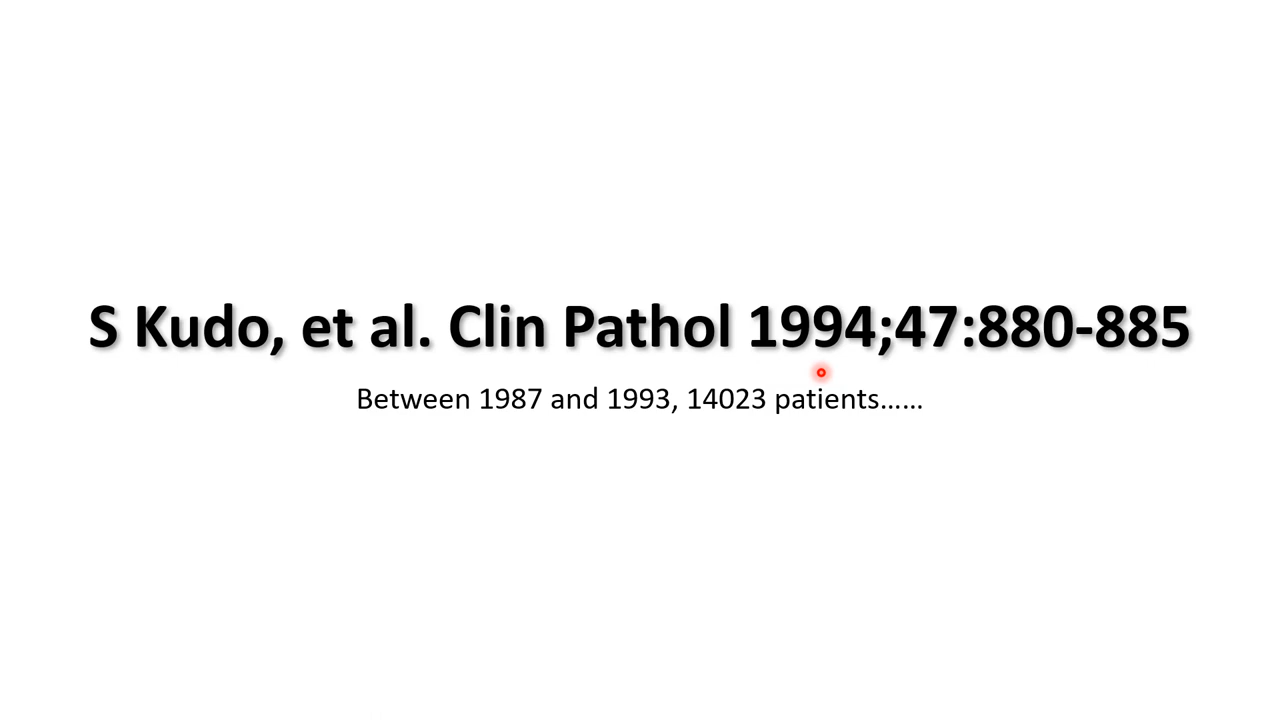 S Kudo, et al. Clin Pathol 1994;47:880-885
Between 1987 and 1993, 14023 patients……